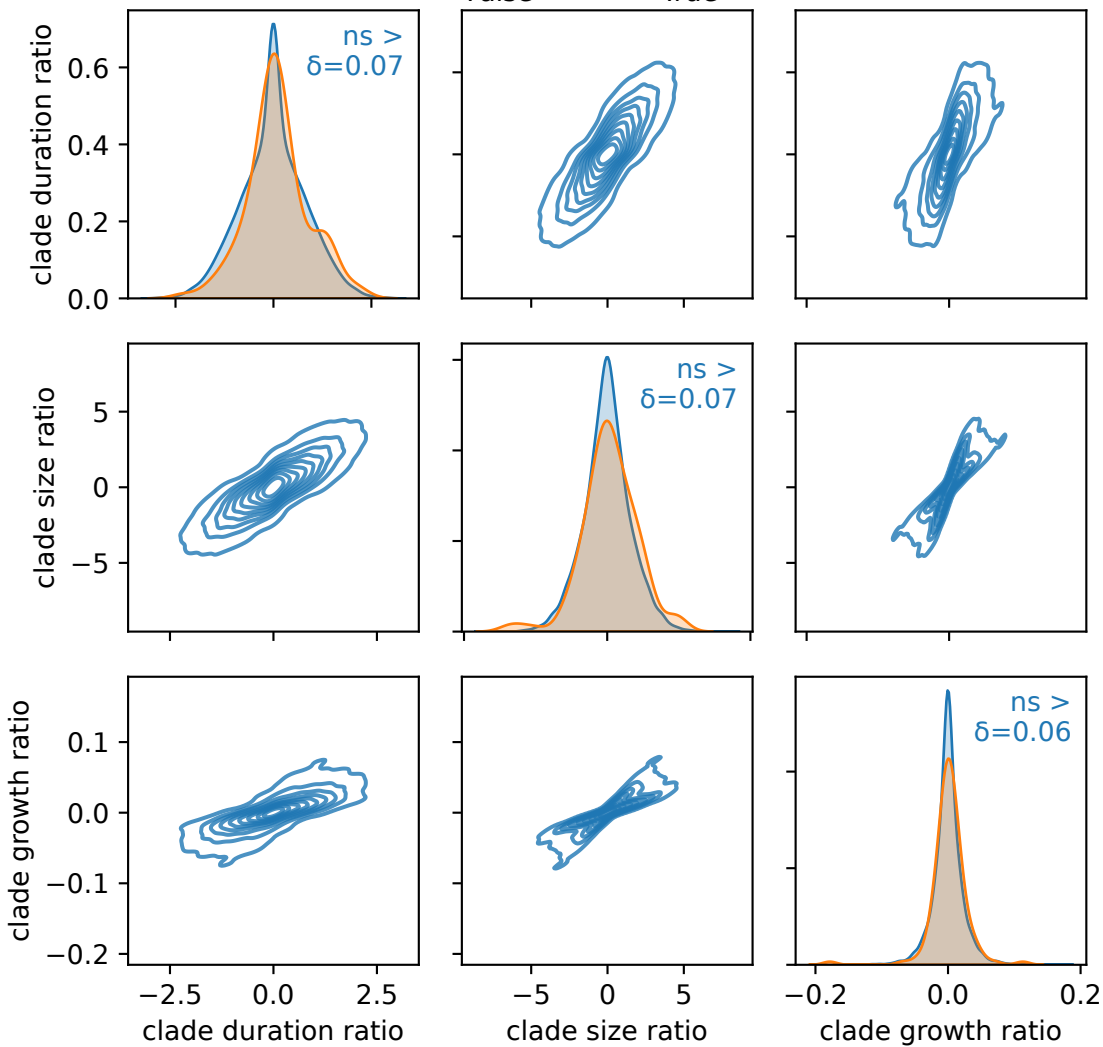 clade duration ratio
0.6
0.4
0.2
0.0
ns >
δ=0.07
clade size ratio
5
0
−5
ns >
δ=0.07
clade growth ratio
0.1
0.0
−0.1
−0.2
ns >
δ=0.06
−2.5 0.0 2.5
−5 0 5
−0.2 0.0 0.2
clade duration ratio
clade size ratio
clade growth ratio